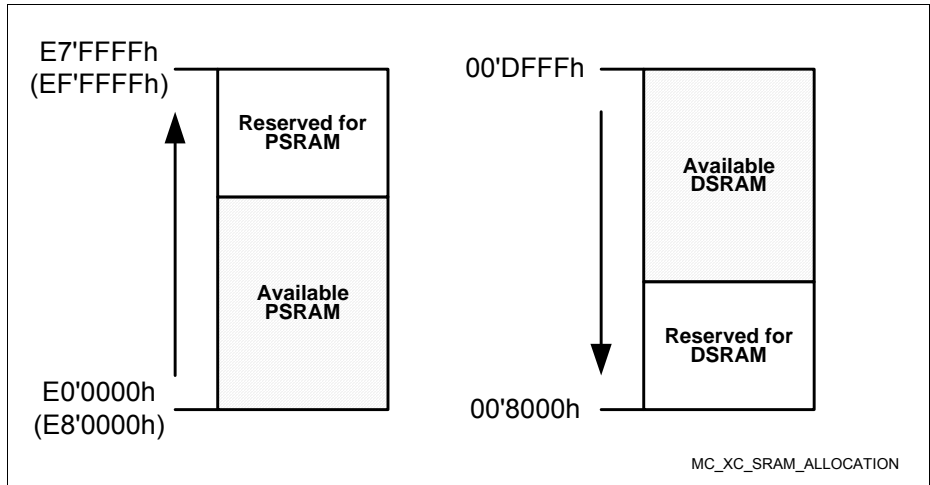 E7'FFFFh
(EF'FFFFh)
Reserved for
PSRAM
Available
PSRAM
E0'0000h
(E8'0000h)
00'DFFFh
Available
DSRAM
Reserved for
DSRAM
00'8000h
MC_XC_SRAM_ALLOCATION